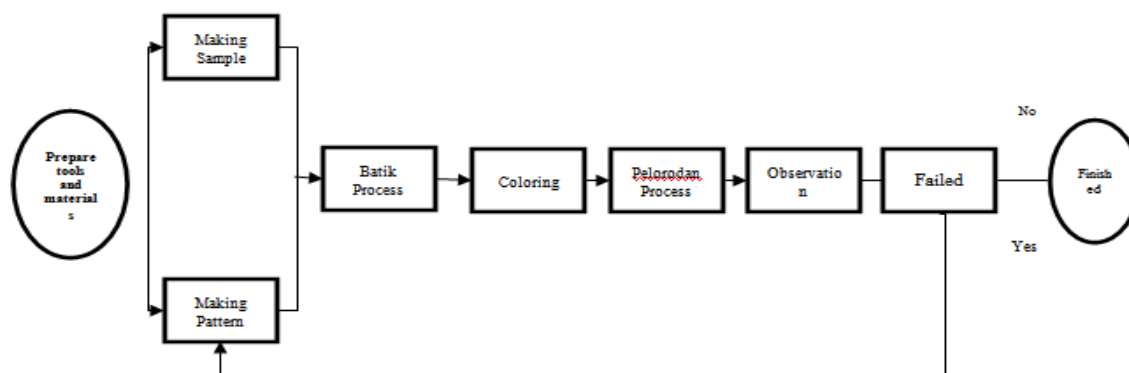 Prepare
tools
and
material
s
Making
Sample
Making
Pattern
Batik
Process
Coloring
Pelorodan
Process
Observatio
n
Failed
No
Yes
Finish
ed